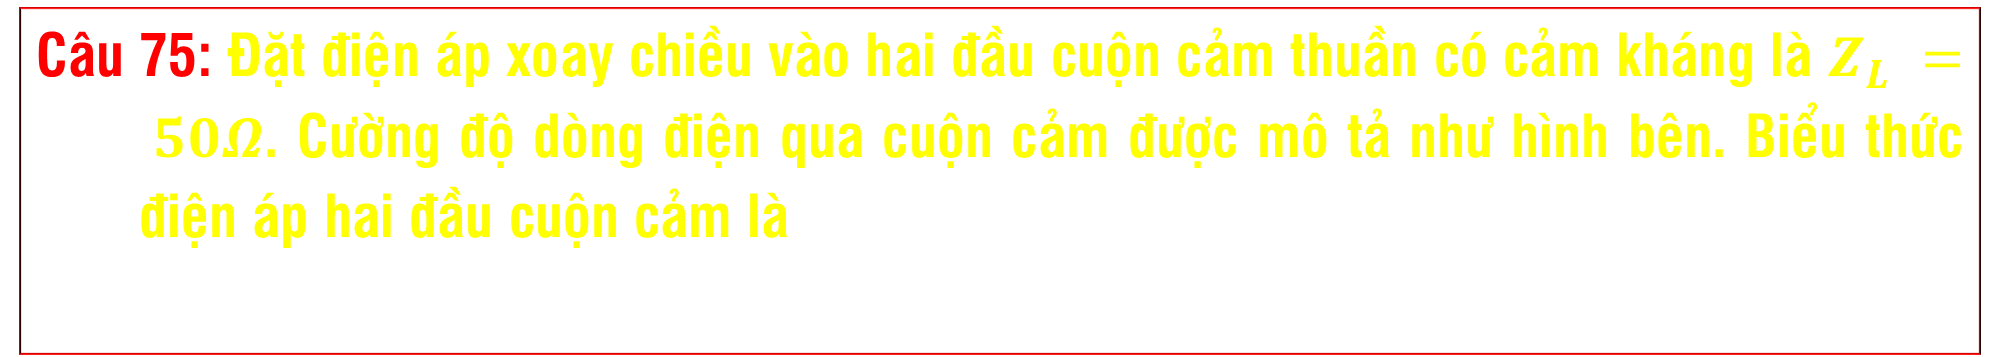 Câu 75: Đặt điện áp xoay chiều vào hai đầu cuộn cảm thuần có cảm kháng là Z_L =
50Ω. Cường độ dòng điện qua cuộn cảm được mô tả như hình bên. Biểu thức
điện áp hai đầu cuộn cảm là